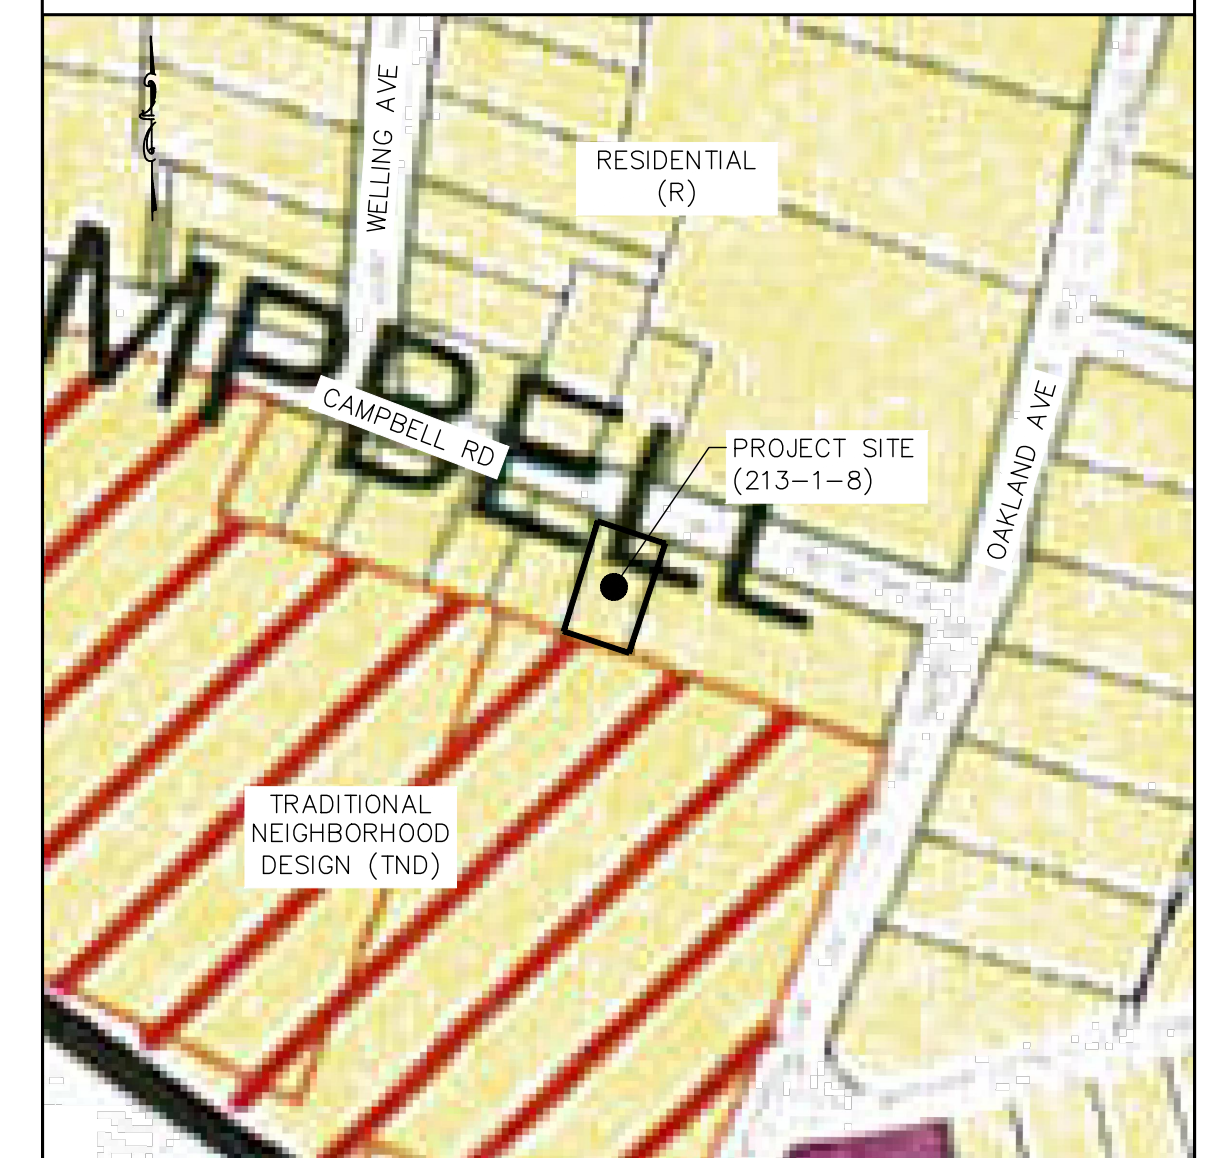 WELLING AVE
RESIDENTIAL
(R)
MPBELL
CAMPBELL RD
PROJECT SITE
(213-1-8)
OAKLAND AVE
TRADITIONAL
NEIGHBORHOOD
DESIGN (TND)